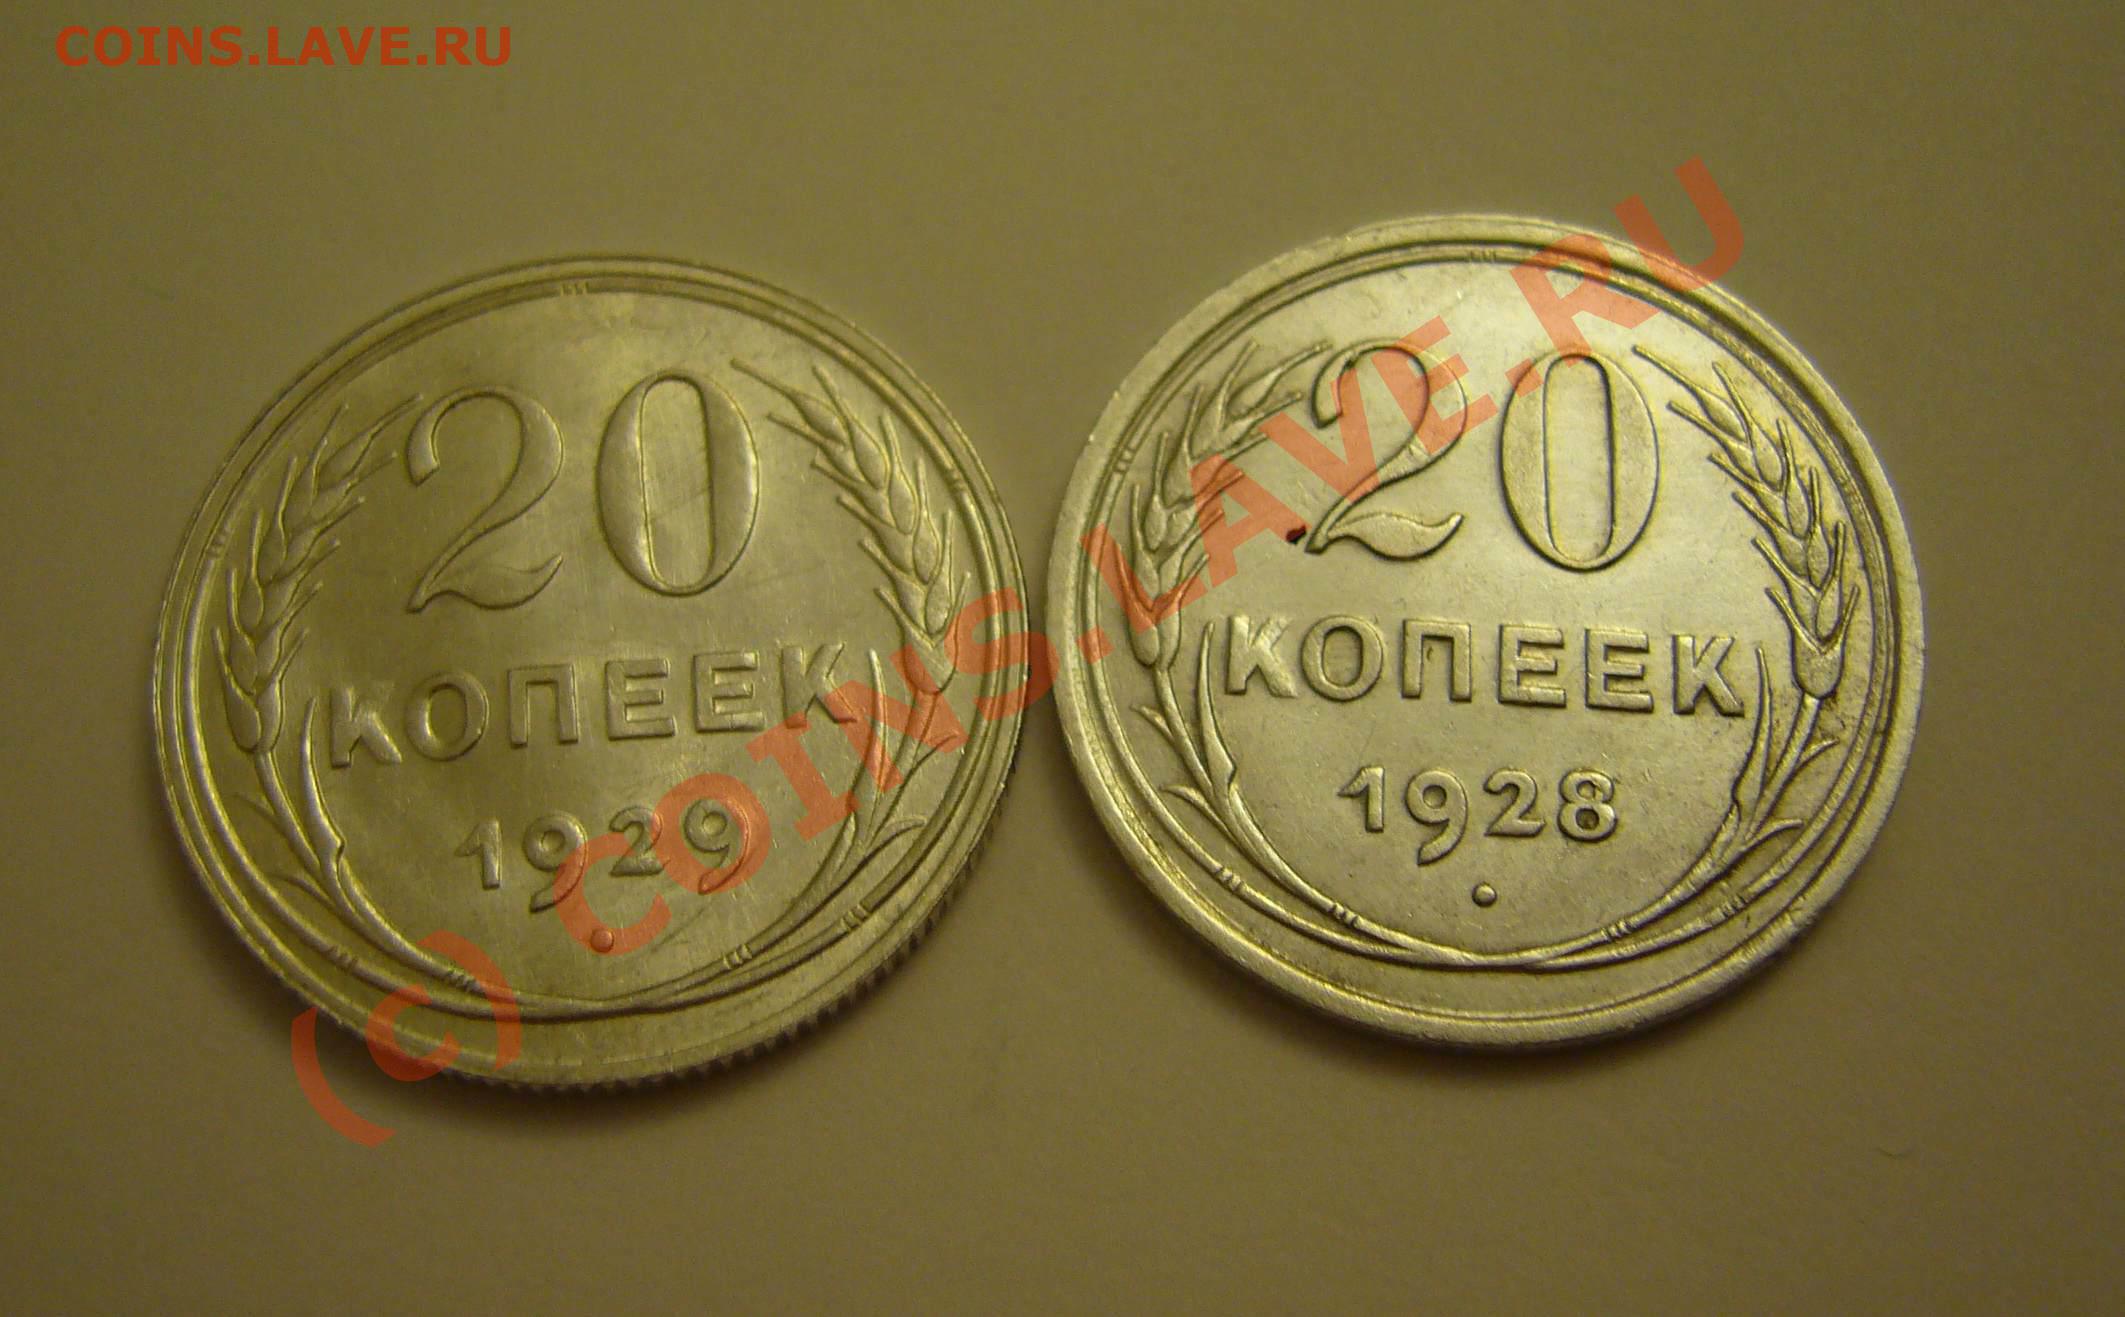 COINS.LAVE.RU
20
КОПЕЕК
1929
20
КОПЕЕК
1928
(c) COINS.LAVE.RU